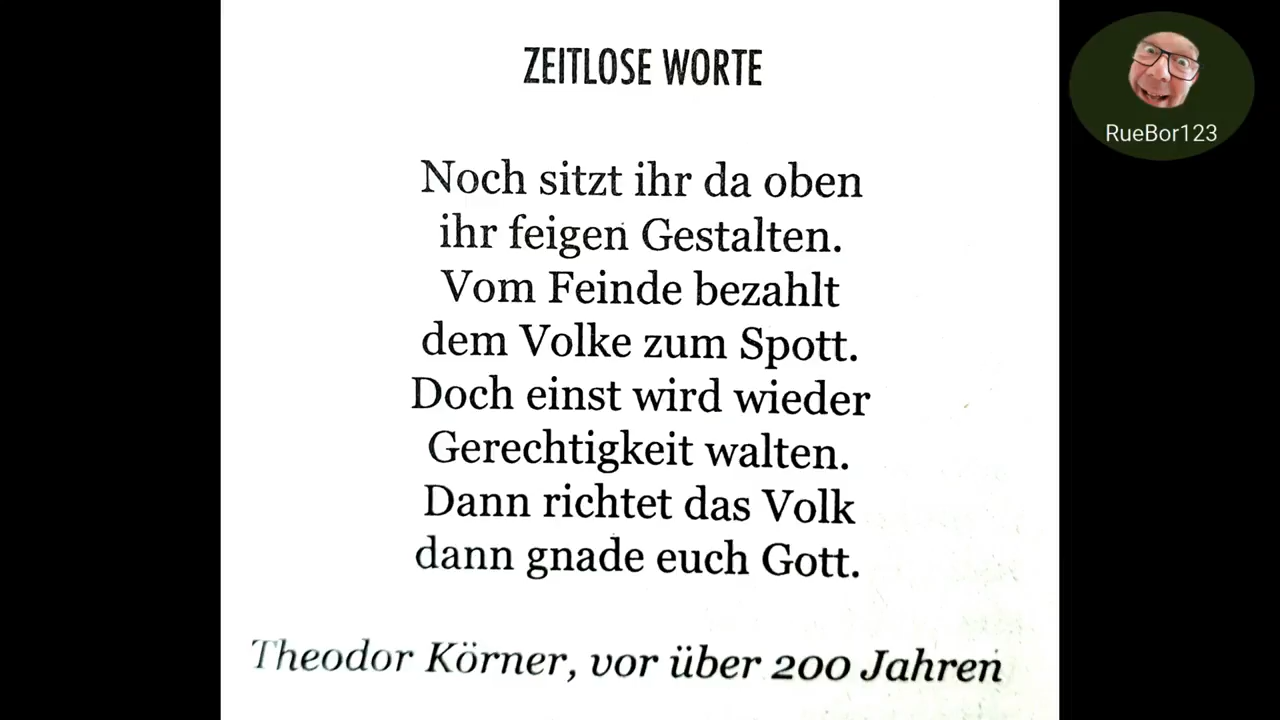 ZEITLOSE WORTE
Noch sitzt ihr da oben
ihr feigen Gestalten.
Vom Feinde bezahlt
dem Volke zum Spott.
Doch einst wird wieder
Gerechtigkeit walten.
Dann richtet das Volk
dann gnade euch Gott.
Theodor Körner, vor über 200 Jahren
RueBor123